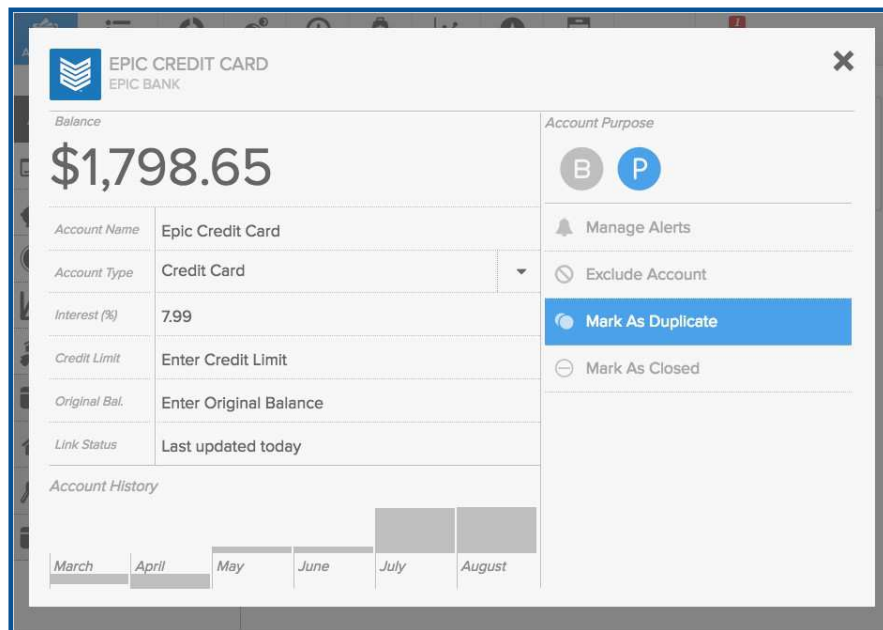 EPIC CREDIT CARD
EPIC BANK
Balance
$1,798.65
Account Name Epic Credit Card
Account Type Credit Card
Interest (%) 7.99
Credit Limit Enter Credit Limit
Original Bal. Enter Original Balance
Link Status Last updated today
Account History
March April May June July August
Account Purpose
B P
Manage Alerts
Exclude Account
Mark As Duplicate
Mark As Closed